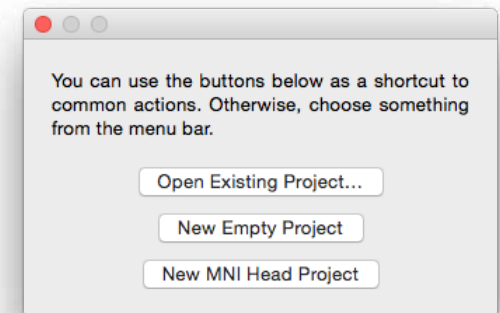 You can use the buttons below as a shortcut to
common actions. Otherwise, choose something
from the menu bar.
Open Existing Project...
New Empty Project
New MNI Head Project